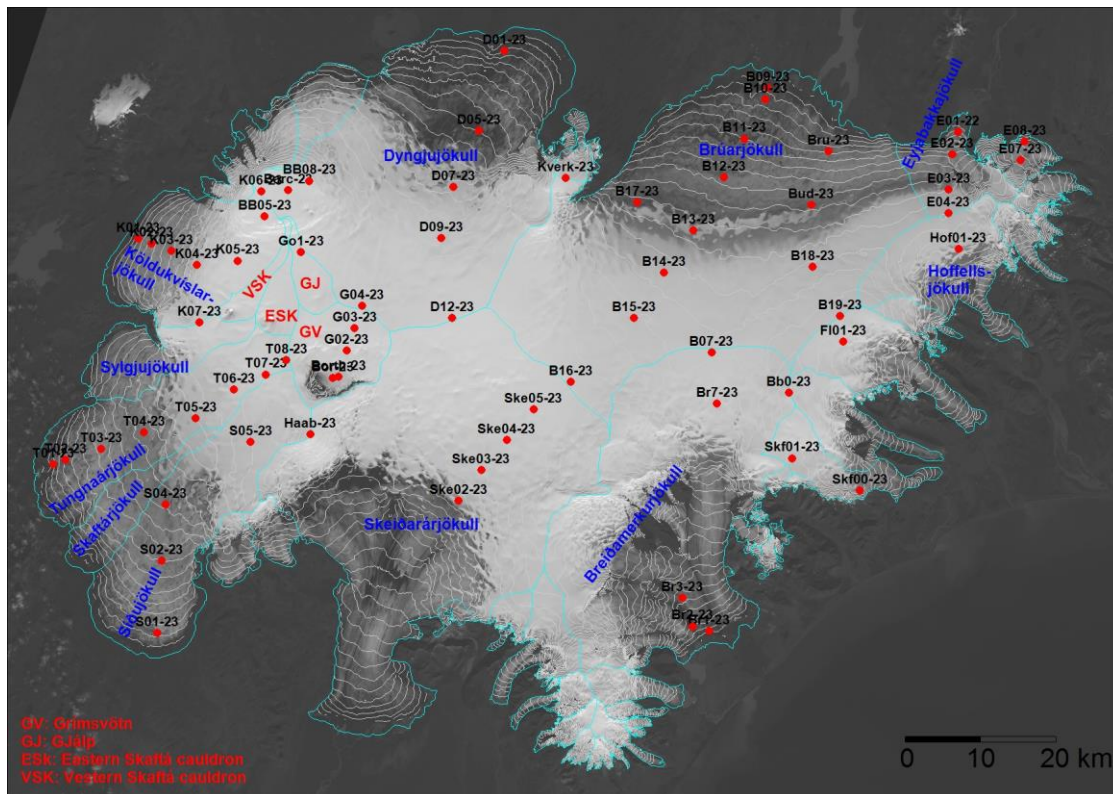 D01-23
B09-23
B10-23
D05-23
E01-22
B11-23
E08-23
Bru-23
E02-23
E07-23
Dyngjujökull
Brúarjökull
Eyjabakkajökull
B12-23
BB08-23
K06-23
D07-23
Kverk-23
E03-23
B17-23
Bud-23
BB05-23
E04-23
K03-23
D09-23
B13-23
Go1-23
Hof01-23
K05-23
K04-23
B18-23
Köldukvíslar-
jökull
VSK
GJ
B14-23
Hoffells-
jökull
G04-23
K07-23
ESK
G03-23
D12-23
B15-23
B19-23
GV
Fl01-23
G02-23
B07-23
T08-23
Sylgjujökull
T07-23
T06-23
B16-23
Bb0-23
Br7-23
Ske05-23
T05-23
T04-23
S05-23
Haab-23
T03-23
T02-23
Ske04-23
Skf01-23
Tungnaárjökull
Ske03-23
S04-23
Skf00-23
Ske02-23
Skaftárjökull
Skeiðarárjökull
Breiðamerkurjökull
S02-23
Síðujökull
Br3-23
S01-23
Br2-23
Br1-23
GV: Grímsvötn
GJ: GJálp
ESk: Eastern Skaftá cauldron
VSK: Vestern Skaftá cauldron
0 10 20 km